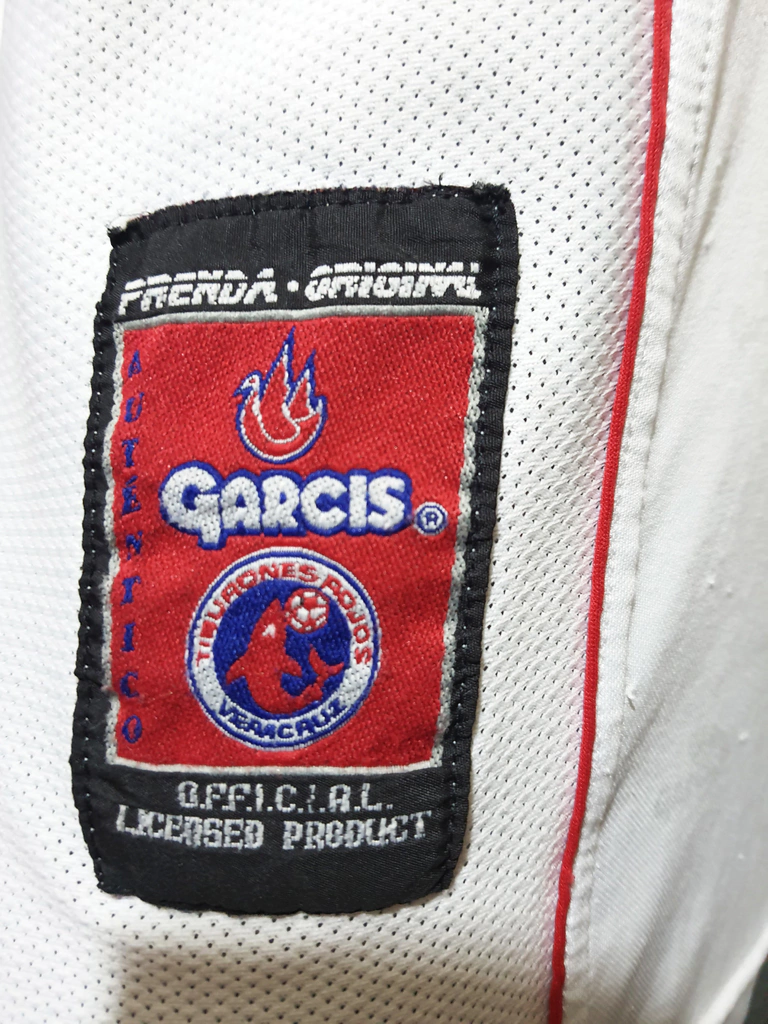 PRENDA · ORIGINAL
AUTENTICO
GARCIS®
TIBURONES ROJOS
VERACRUZ
O.F.F.I.C.I.A.L.
LICENSED PRODUCT